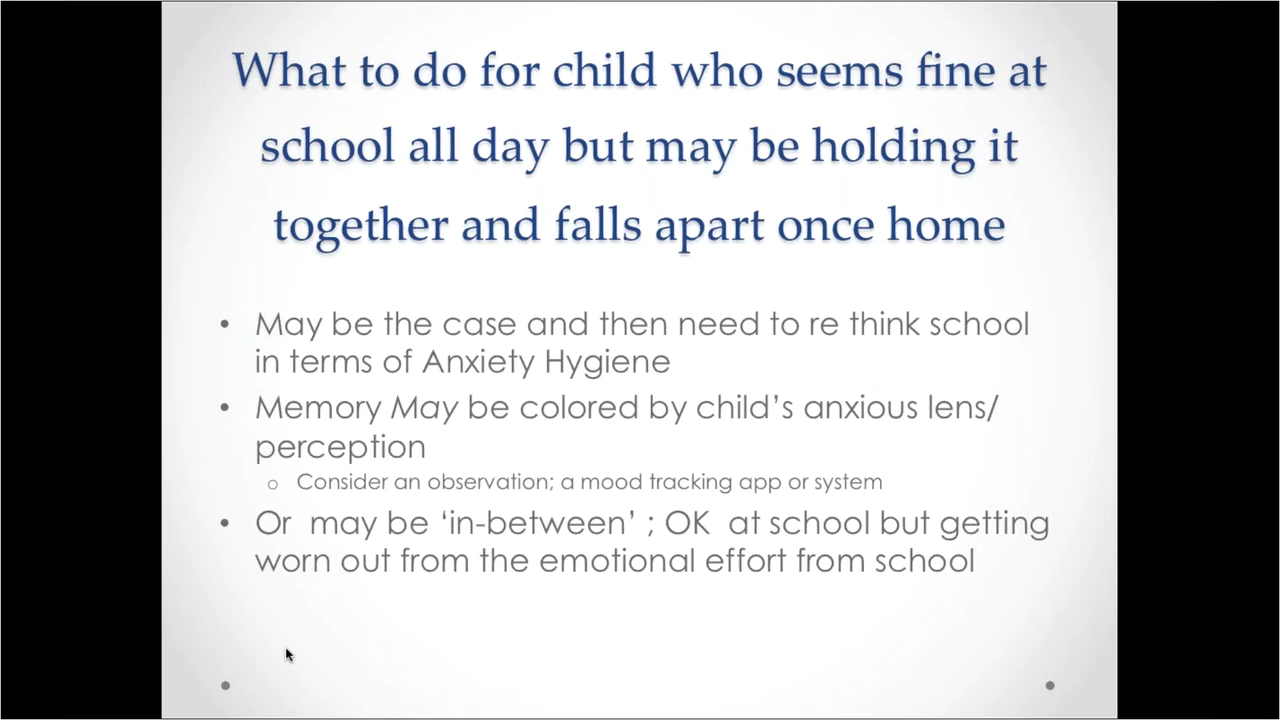 What to do for child who seems fine at
school all day but may be holding it
together and falls apart once home
• May be the case and then need to re think school
in terms of Anxiety Hygiene
• Memory May be colored by child’s anxious lens/
perception
o Consider an observation; a mood tracking app or system
• Or  may be ‘in-between’ ; OK  at school but getting
worn out from the emotional effort from school